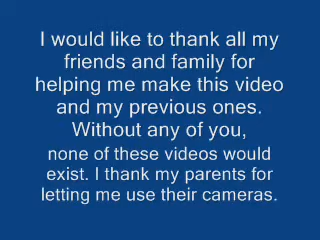 I would like to thank all my
friends and family for
helping me make this video
and my previous ones.
Without any of you,
none of these videos would
exist. I thank my parents for
letting me use their cameras.